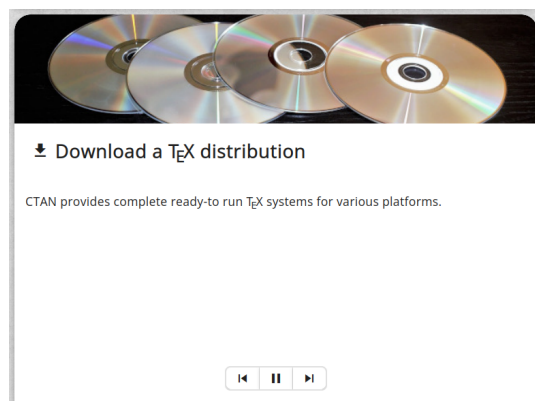 Download a TEX distribution
CTAN provides complete ready-to run TEX systems for various platforms.